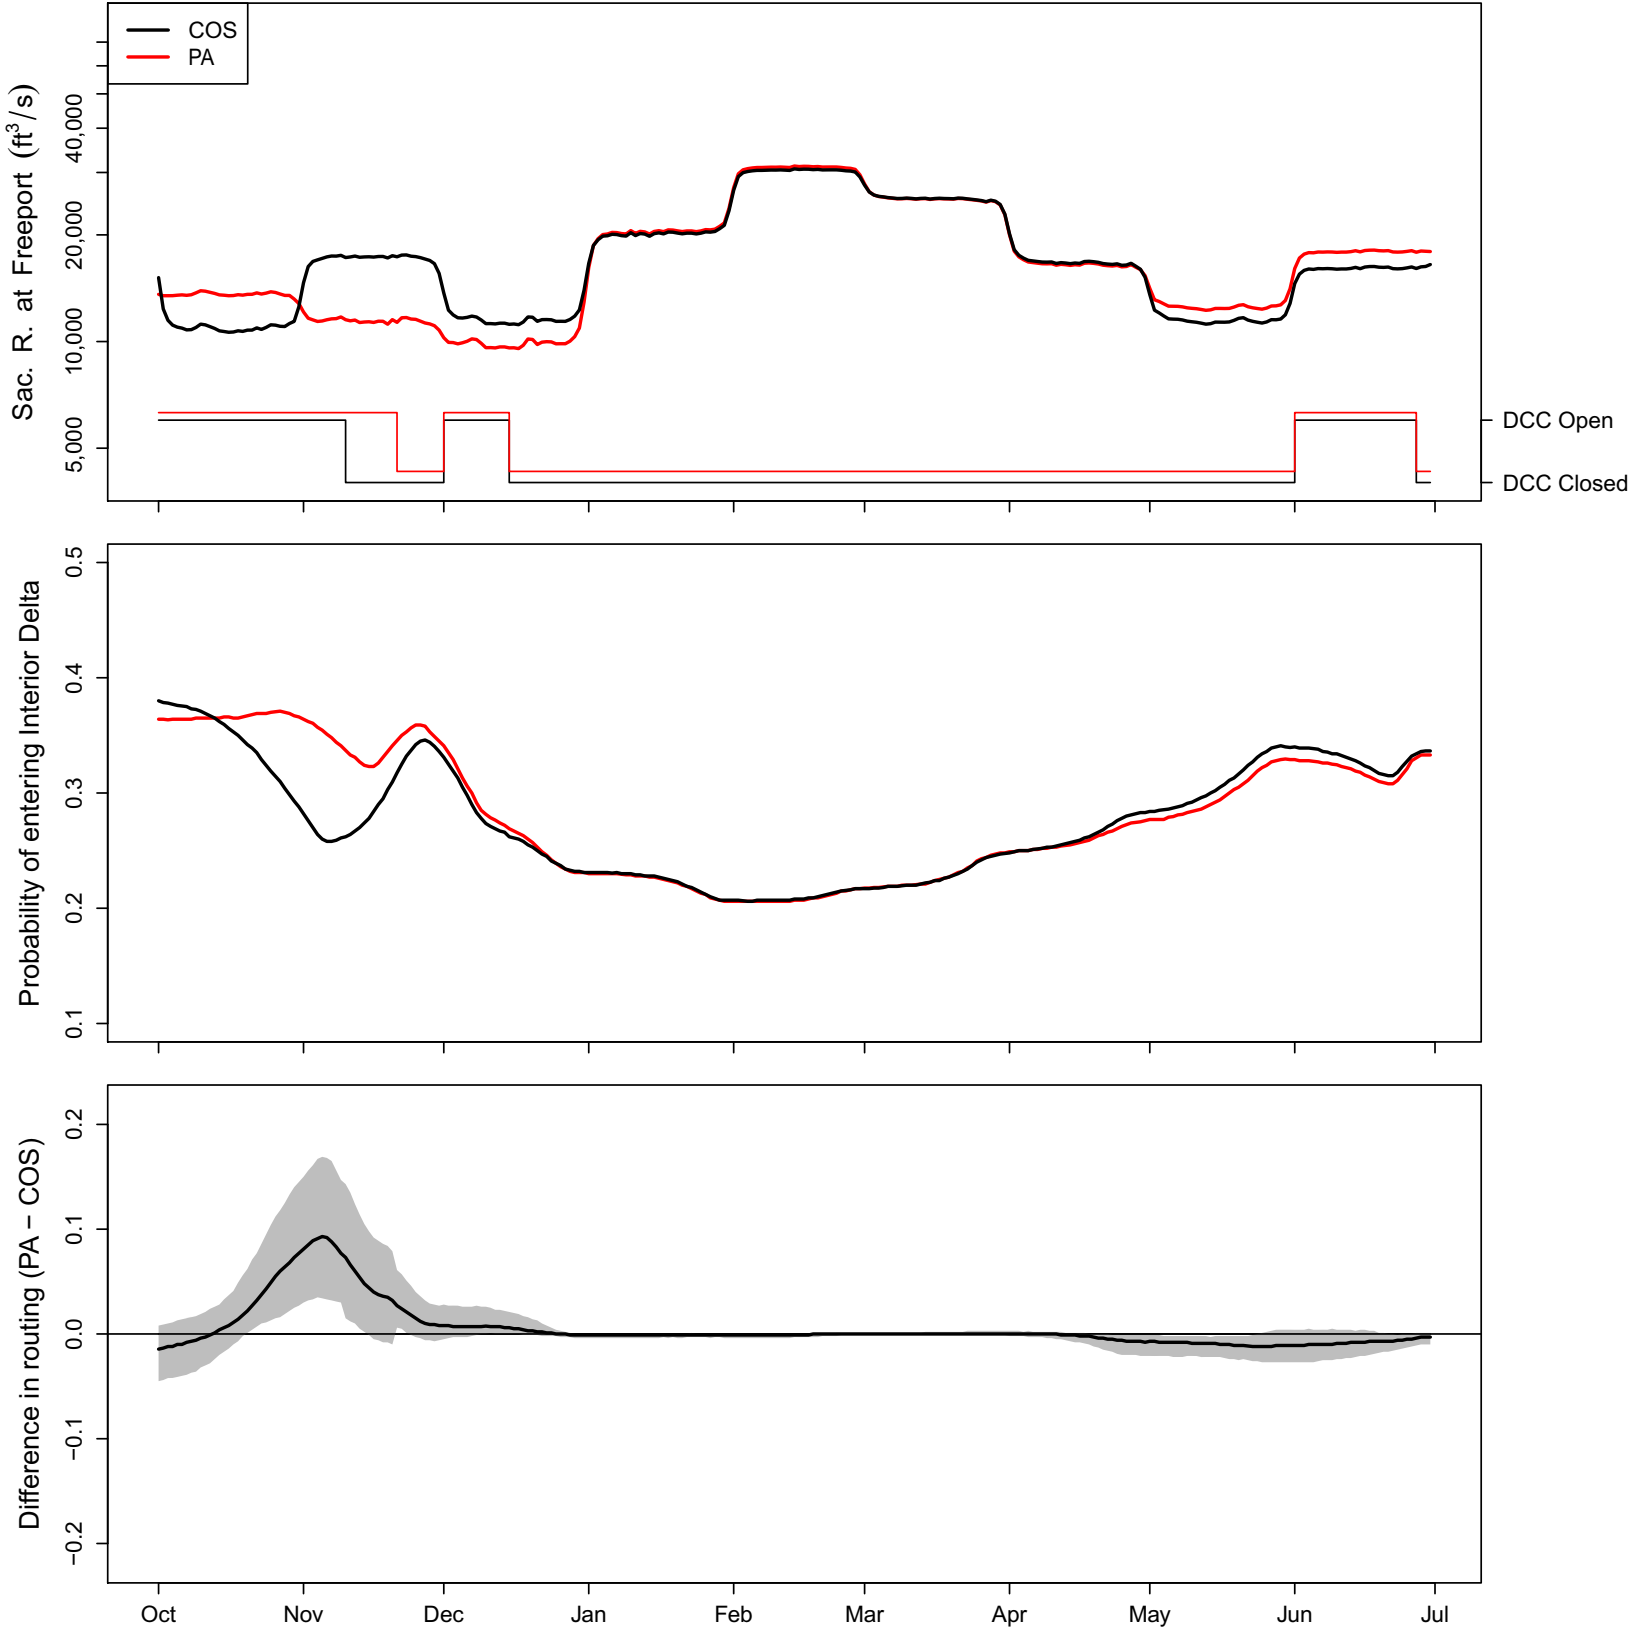 COS
PA
Sac. R. at Freeport (ft³/s)
40,000
20,000
10,000
5,000
DCC Open
DCC Closed
Probability of entering Interior Delta
0.5
0.4
0.3
0.2
0.1
Difference in routing (PA − COS)
0.2
0.1
0.0
−0.1
−0.2
Oct Nov Dec Jan Feb Mar Apr May Jun Jul